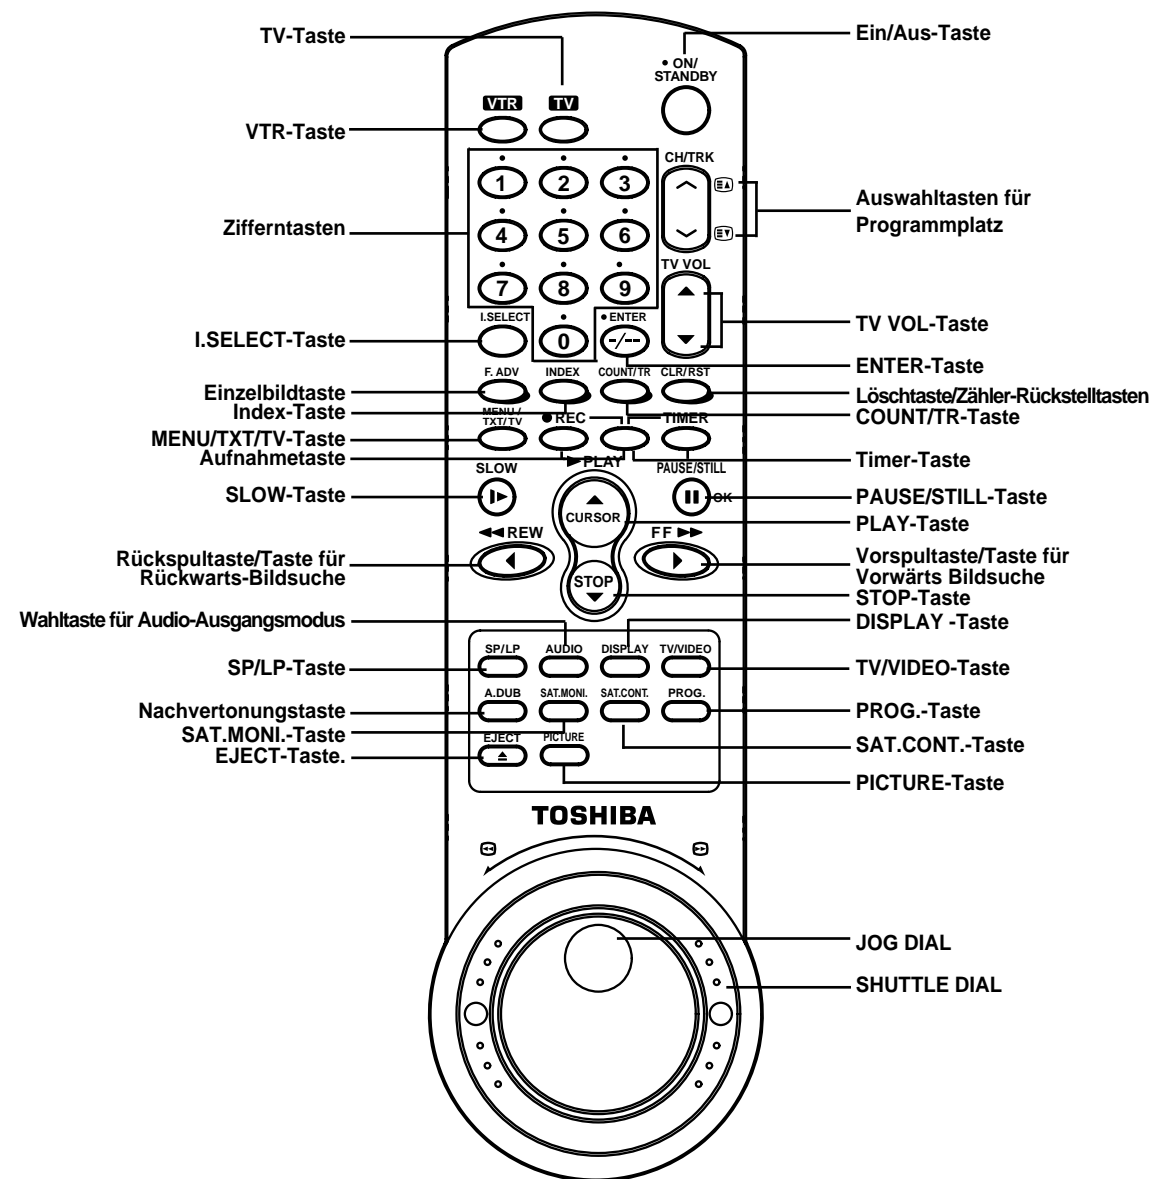 TV-Taste
VTR-Taste
Zifferntasten
I.SELECT-Taste
Einzelbildtaste
Index-Taste
MENU/TXT/TV-Taste
Aufnahmetaste
SLOW-Taste
Rückspultaste/Taste für
Rückwarts-Bildsuche
Wahltaste für Audio-Ausgangsmodus
SP/LP-Taste
Nachvertonungstaste
SAT.MONI.-Taste
EJECT-Taste.
• ON/
STANDBY
VTR TV
CH/TRK
1 2 3
4 5 6
TV VOL
7 8 9
I.SELECT • ENTER
0 -/--
F. ADV INDEX COUNT/TR CLR/RST
MENU /
TXT/TV ●REC TIMER
►PLAY
SLOW PAUSE/STILL
OK
CURSOR
◄◄REW FF ►►
STOP
SP/LP AUDIO DISPLAY TV/VIDEO
A.DUB SAT.MONI. SAT.CONT. PROG.
EJECT PICTURE
TOSHIBA
Ein/Aus-Taste
Auswahltasten für
Programmplatz
TV VOL-Taste
ENTER-Taste
Löschtaste/Zähler-Rückstelltasten
COUNT/TR-Taste
Timer-Taste
PAUSE/STILL-Taste
PLAY-Taste
Vorspultaste/Taste für
Vorwärts Bildsuche
STOP-Taste
DISPLAY -Taste
TV/VIDEO-Taste
PROG.-Taste
SAT.CONT.-Taste
PICTURE-Taste
JOG DIAL
SHUTTLE DIAL